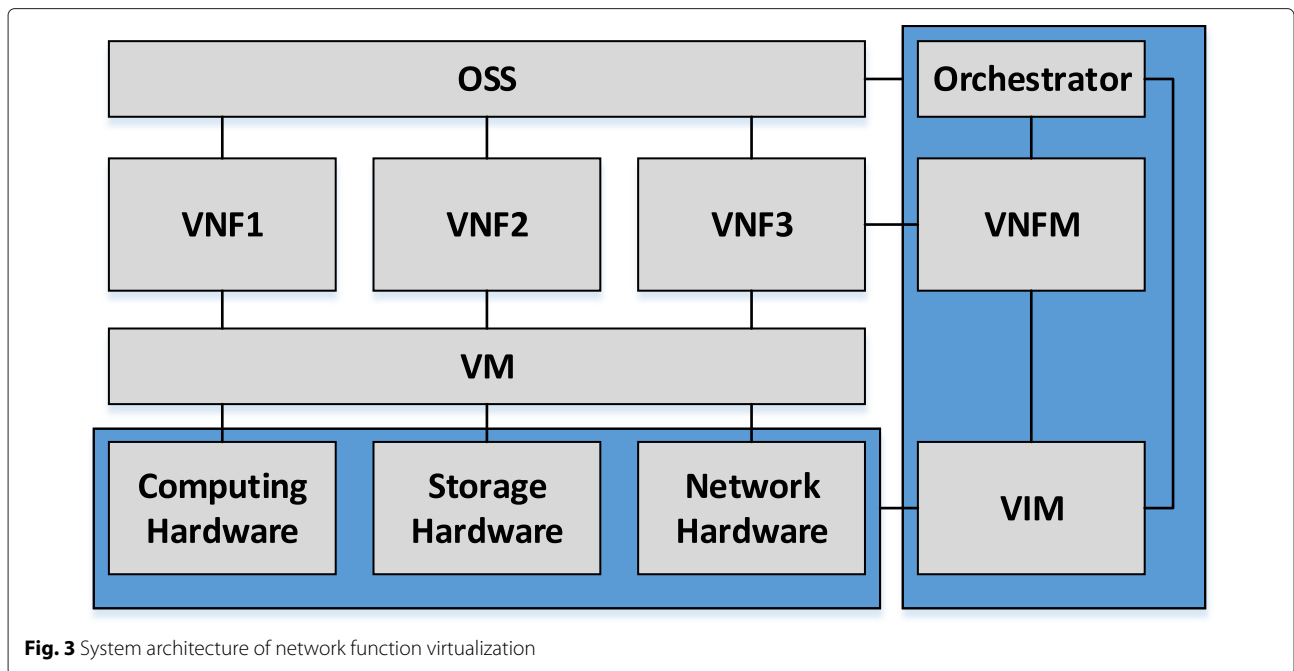 OSS
Orchestrator
VNF1
VNF2
VNF3
VNFM
VM
Computing
Hardware
Storage
Hardware
Network
Hardware
VIM
Fig. 3 System architecture of network function virtualization